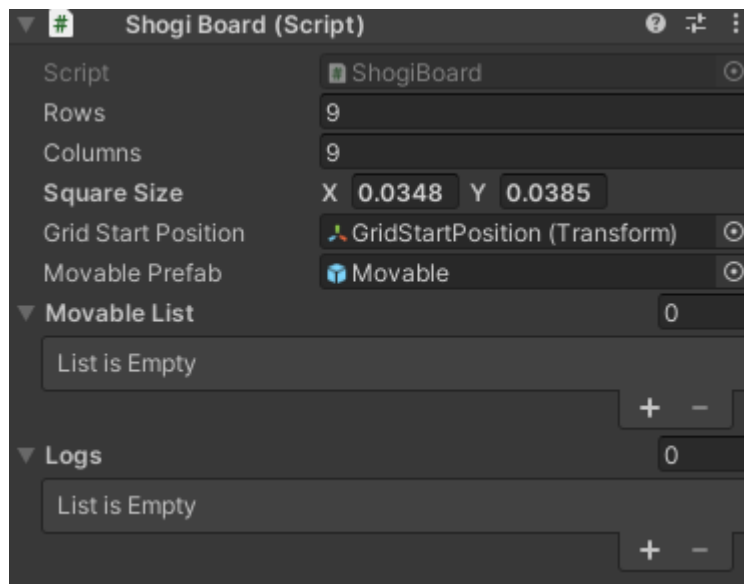 # Shogi Board (Script)
Script ShogiBoard
Rows 9
Columns 9
Square Size X 0.0348 Y 0.0385
Grid Start Position GridStartPosition (Transform)
Movable Prefab Movable
Movable List 0
List is Empty
+ −
Logs 0
List is Empty
+ −